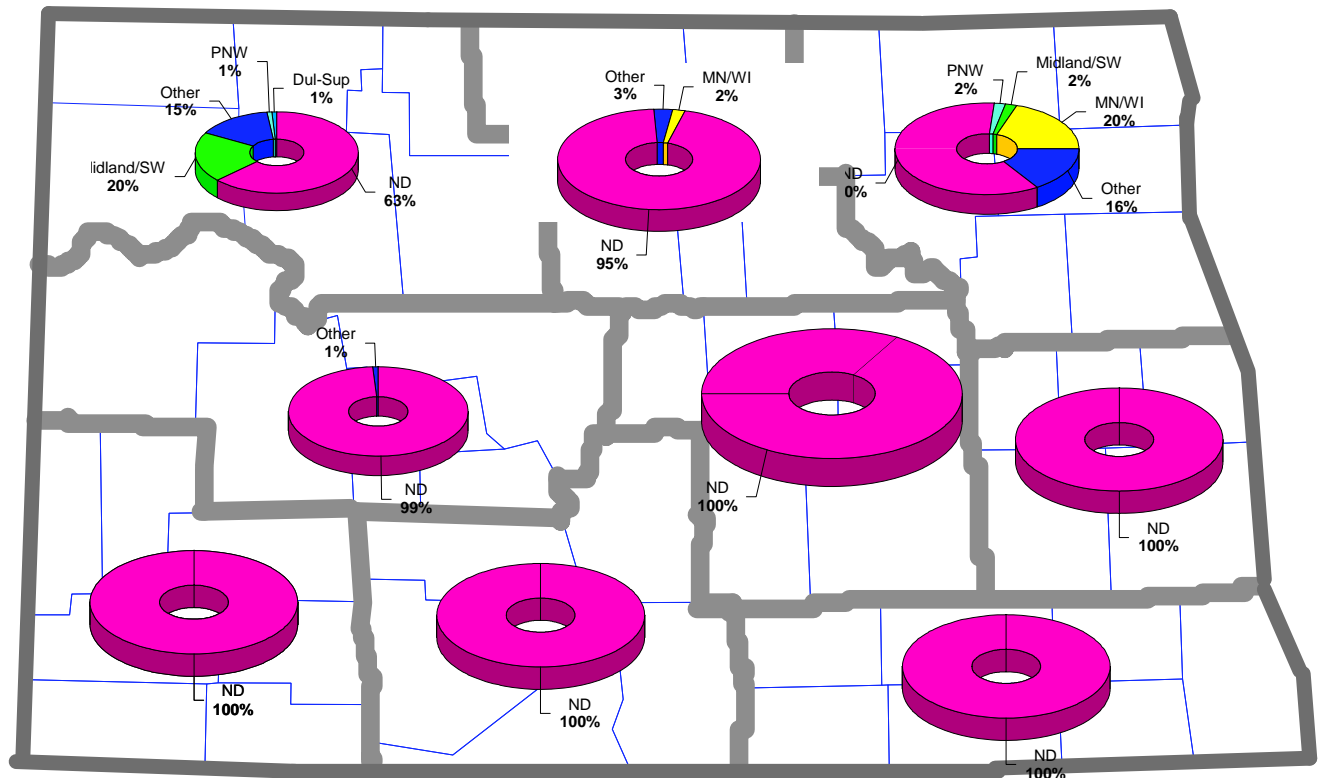 PNW
1%
Dul-Sup
1%
Other
15%
idland/SW
20%
ND
63%
Other
3%
MN/WI
2%
ND
95%
PNW
2%
Midland/SW
2%
MN/WI
20%
Other
16%
ND
0%
Other
1%
ND
99%
ND
100%
ND
100%
ND
100%
ND
100%
ND
100%